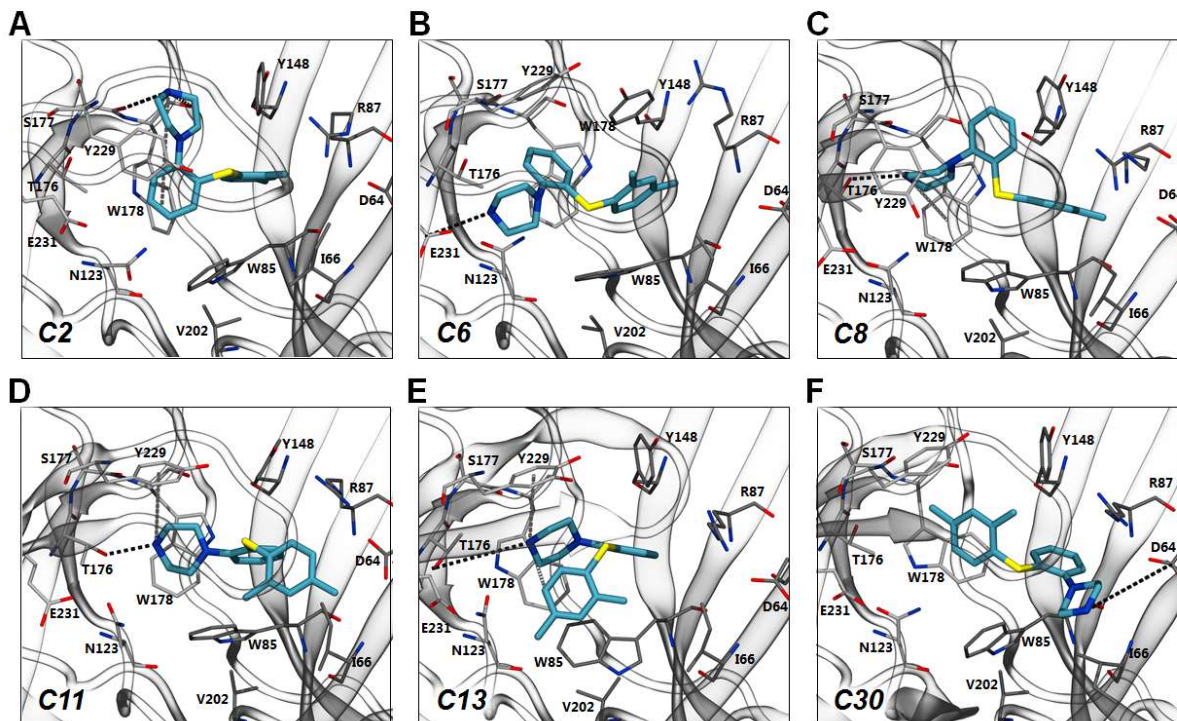 A
Y148
R87
S177
Y229
T176
W178
D64
E231
N123
W85
I66
V202
C2
B
Y229
Y148
S177
W178
R87
T176
D64
E231
N123
W85
I66
V202
C6
C
Y148
S177
R87
T176
Y229
D64
W178
E231
N123
W85
I66
V202
C8
D
Y229
Y148
S177
R87
T176
D64
W178
E231
N123
W85
I66
V202
C11
E
Y148
S177
Y229
R87
T176
W178
D64
E231
N123
W85
I66
V202
C13
F
Y229
Y148
S177
R87
D64
T176
W178
E231
N123
W85
I66
V202
C30